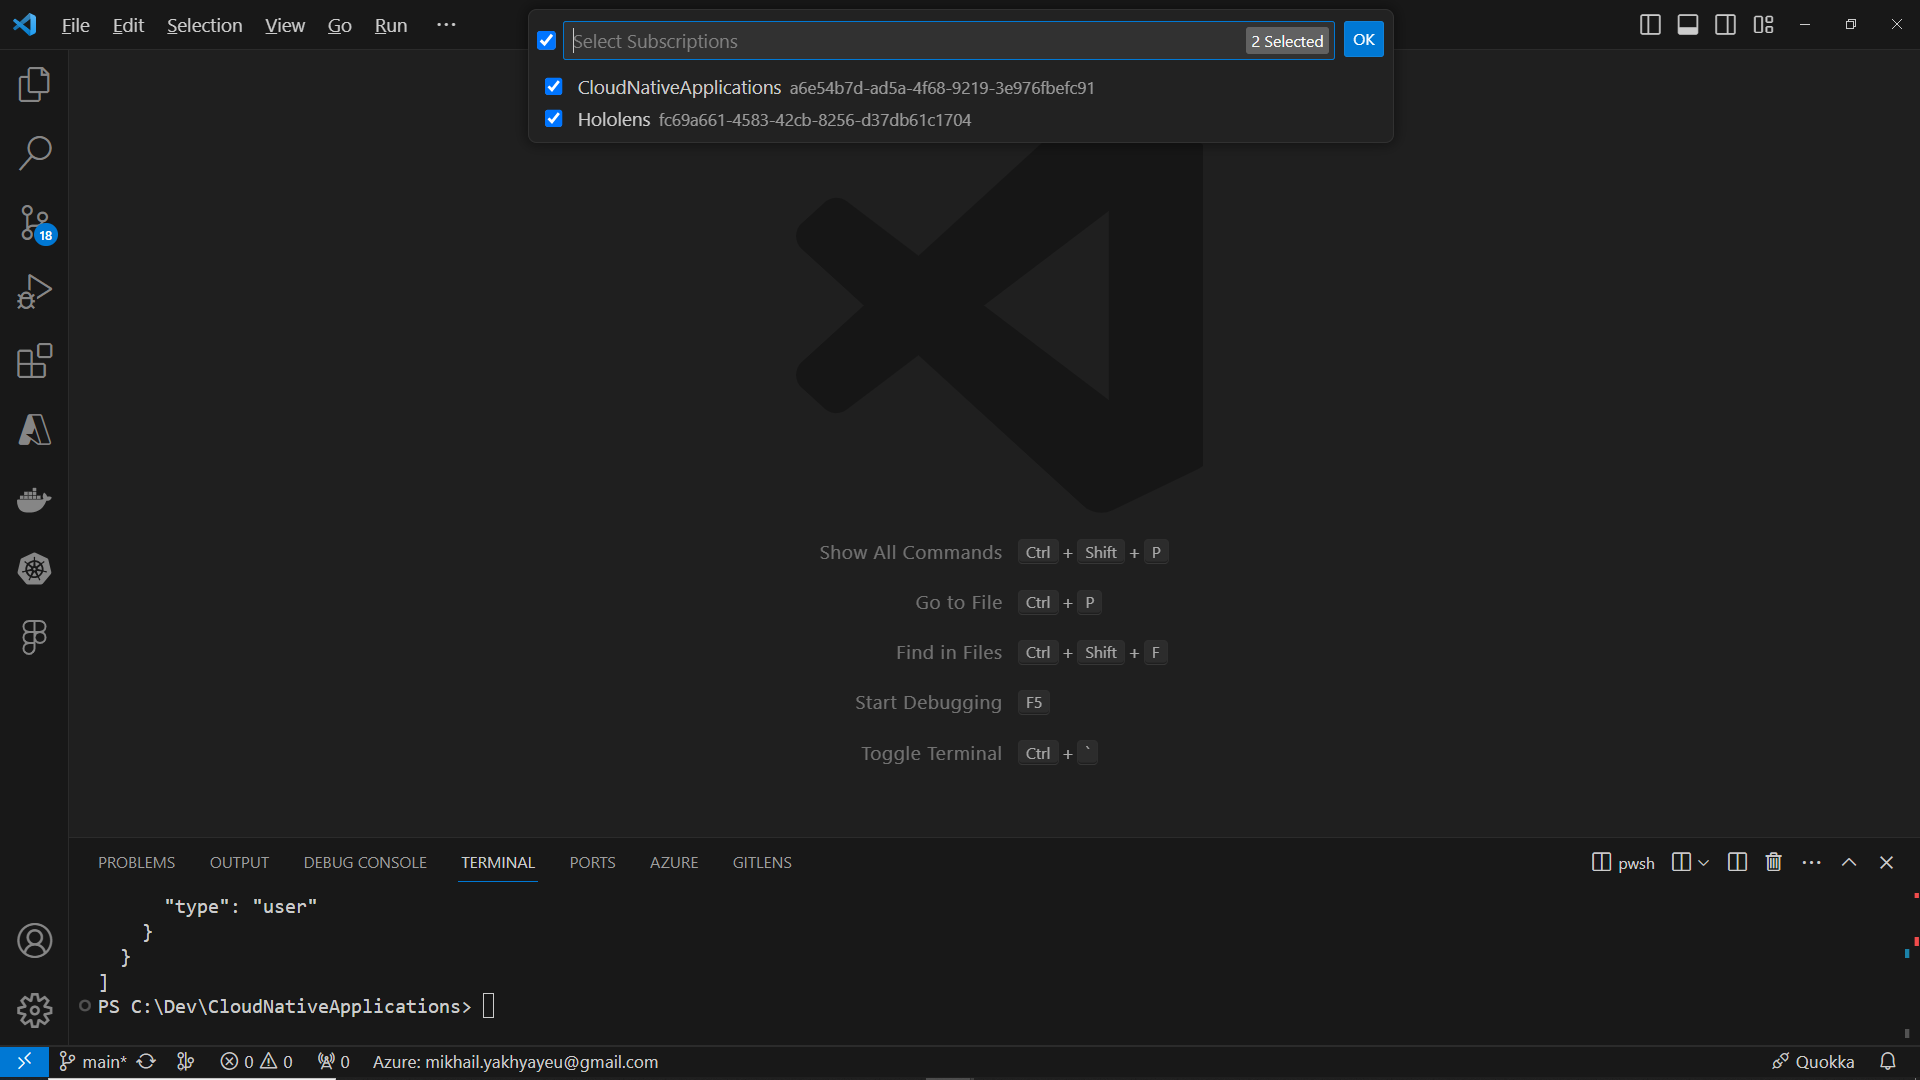 File Edit Selection View Go Run ···
Select Subscriptions 2 Selected OK
CloudNativeApplications a6e54b7d-ad5a-4f68-9219-3e976fbefc91
Hololens fc69a661-4583-42cb-8256-d37db61c1704
18
Show All Commands Ctrl + Shift + P
Go to File Ctrl + P
Find in Files Ctrl + Shift + F
Start Debugging F5
Toggle Terminal Ctrl + `
PROBLEMS OUTPUT DEBUG CONSOLE TERMINAL PORTS AZURE GITLENS pwsh
"type": "user"
}
}
]
PS C:\Dev\CloudNativeApplications>
main* 0 0 0 Azure: mikhail.yakhyayeu@gmail.com Quokka